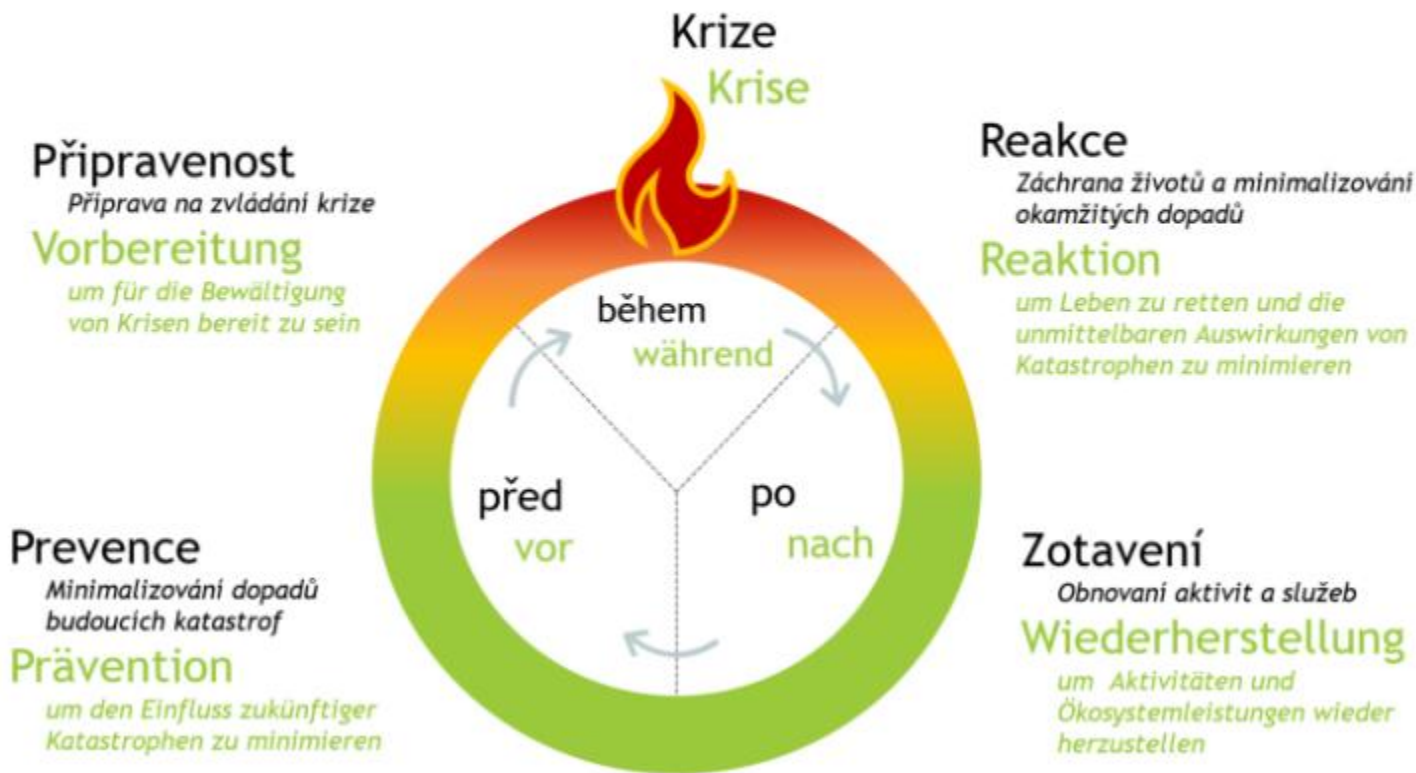 Krize
Krise
Připravenost
Příprava na zvládání krize
Vorbereitung
um für die Bewältigung
von Krisen bereit zu sein
Reakce
Záchrana životů a minimalizování
okamžitých dopadů
Reaktion
um Leben zu retten und die
unmittelbaren Auswirkungen von
Katastrophen zu minimieren
během
während
před
vor
po
nach
Prevence
Minimalizování dopadů
budoucích katastrof
Prävention
um den Einfluss zukünftiger
Katastrophen zu minimieren
Zotavení
Obnovaní aktivit a služeb
Wiederherstellung
um Aktivitäten und
Ökosystemleistungen wieder
herzustellen